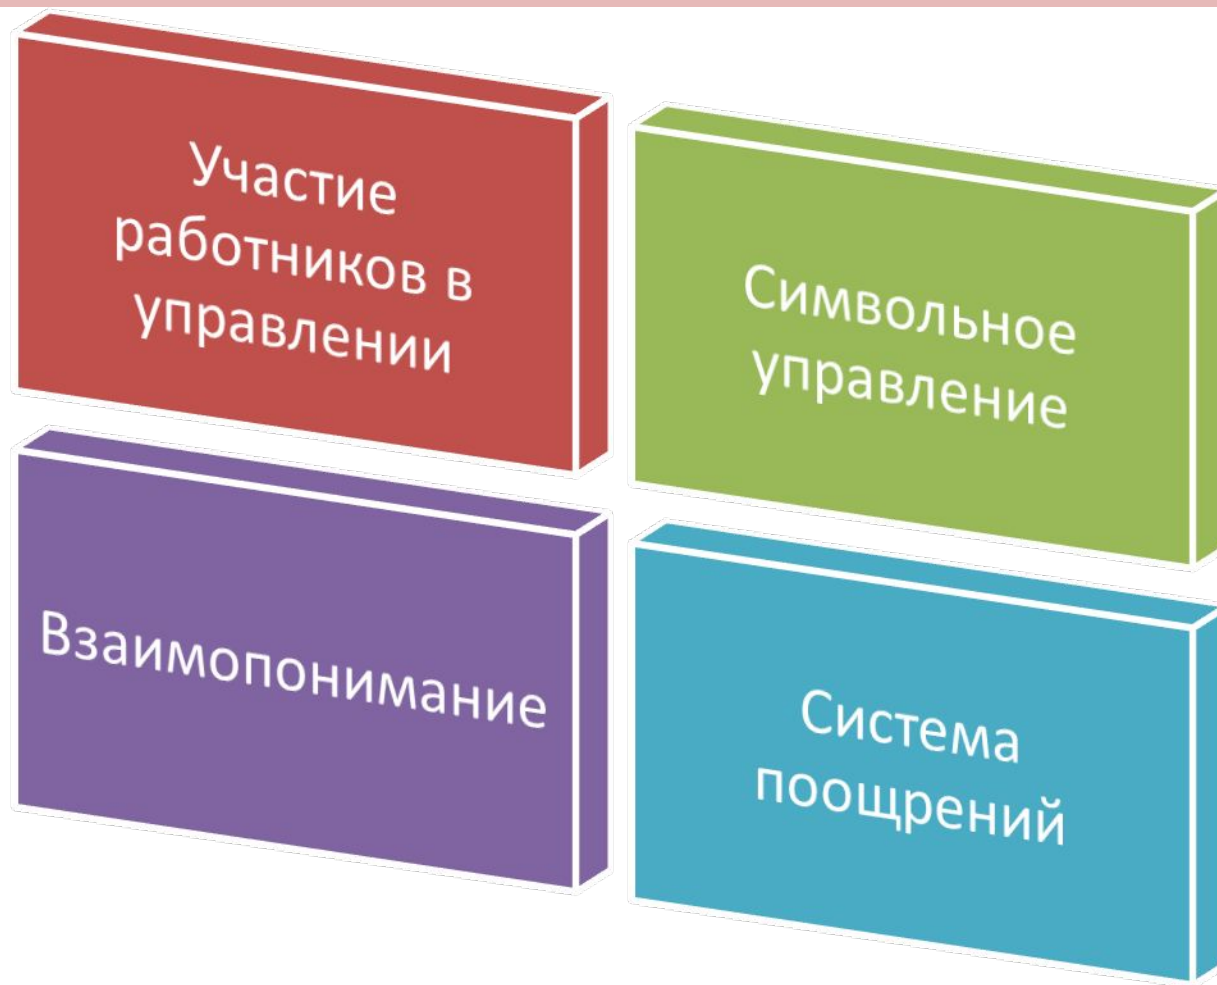 Участие
работников в
управлении
Символьное
управление
Взаимопонимание
Система
поощрений